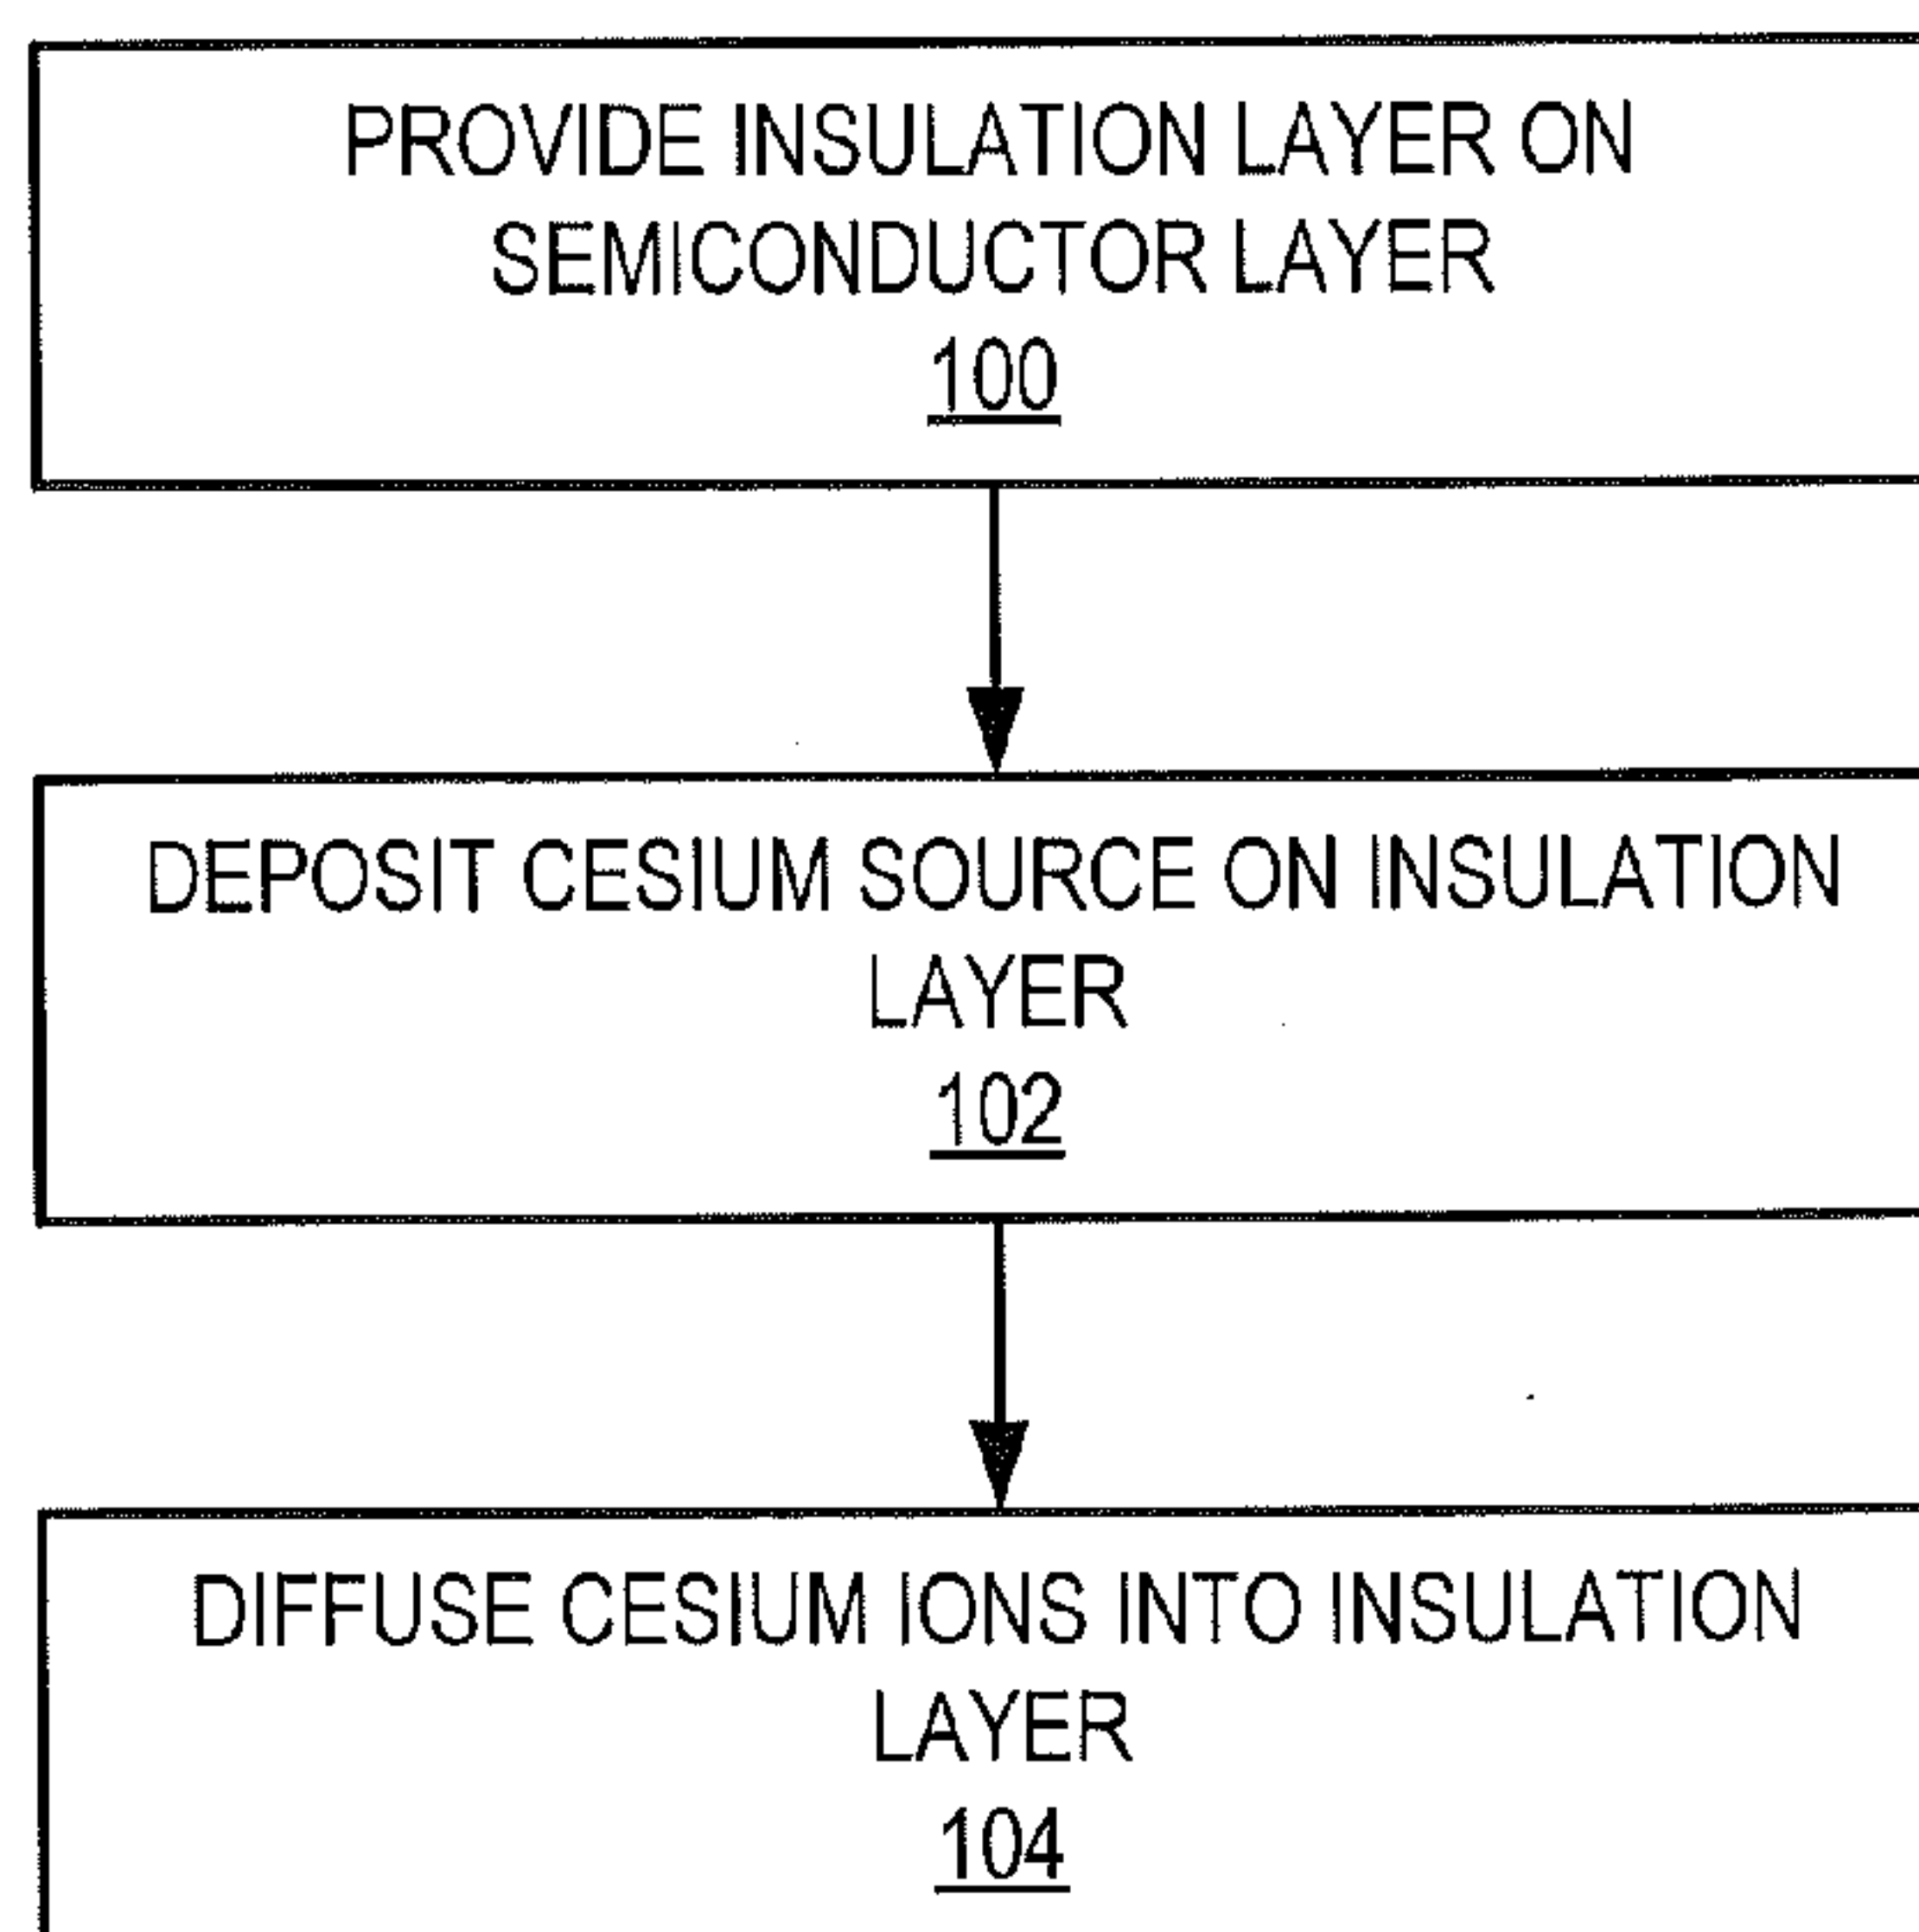 PROVIDE INSULATION LAYER ON
SEMICONDUCTOR LAYER
100
DEPOSIT CESIUM SOURCE ON INSULATION
LAYER
102
DIFFUSE CESIUM IONS INTO INSULATION
LAYER
104